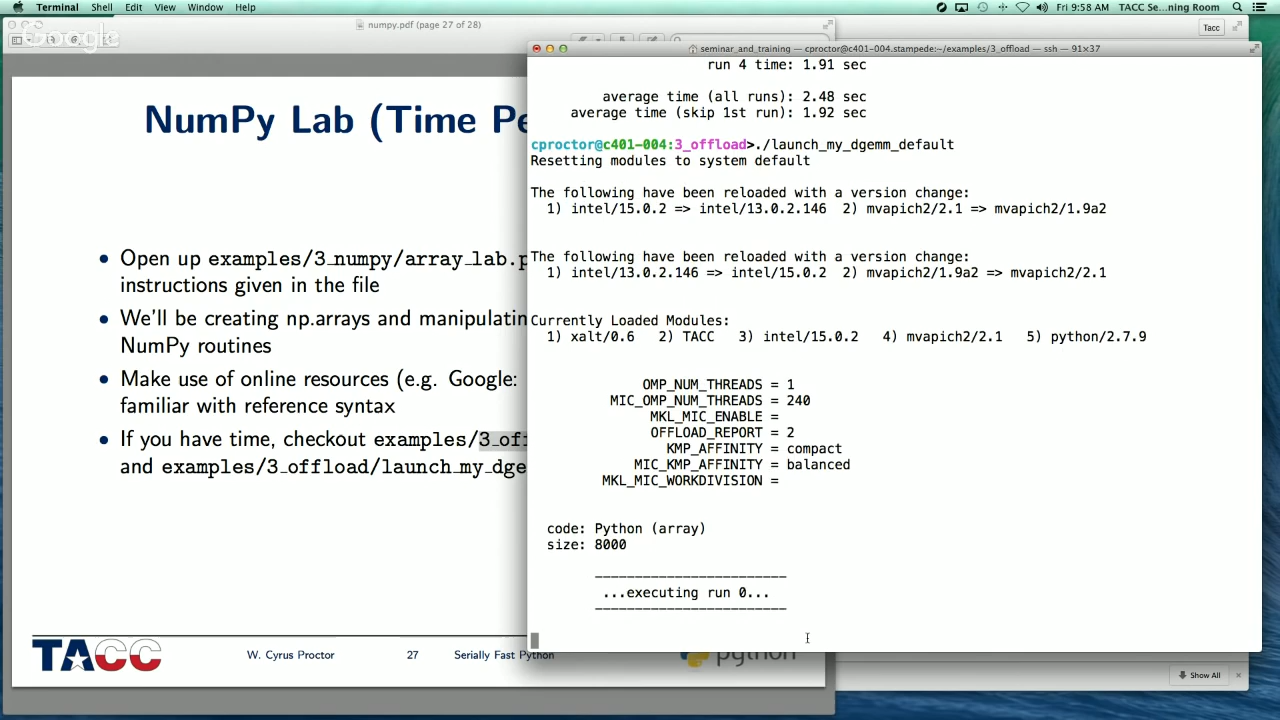 Terminal Shell Edit View Window Help Fri 9:58 AM TACC Se...ning Room
numpy.pdf (page 27 of 28)
Google
Tacc
seminar_and_training — cproctor@c401-004.stampede:~/examples/3_offload — ssh — 91×37
run 4 time: 1.91 sec
average time (all runs): 2.48 sec
average time (skip 1st run): 1.92 sec
cproctor@c401-004:3_offload>./launch_my_dgemm_default
Resetting modules to system default
The following have been reloaded with a version change:
1) intel/15.0.2 => intel/13.0.2.146 2) mvapich2/2.1 => mvapich2/1.9a2
The following have been reloaded with a version change:
1) intel/13.0.2.146 => intel/15.0.2 2) mvapich2/1.9a2 => mvapich2/2.1
Currently Loaded Modules:
1) xalt/0.6 2) TACC 3) intel/15.0.2 4) mvapich2/2.1 5) python/2.7.9
OMP_NUM_THREADS = 1
MIC_OMP_NUM_THREADS = 240
MKL_MIC_ENABLE =
OFFLOAD_REPORT = 2
KMP_AFFINITY = compact
MIC_KMP_AFFINITY = balanced
MKL_MIC_WORKDIVISION =
code: Python (array)
size: 8000
------------------------
...executing run 0...
------------------------
NumPy Lab (Time Pe
• Open up examples/3_numpy/array_lab.p
instructions given in the file
• We'll be creating np.arrays and manipulatin
NumPy routines
• Make use of online resources (e.g. Google:
familiar with reference syntax
• If you have time, checkout examples/3_of
and examples/3_offload/launch_my_dge
TACC W. Cyrus Proctor 27 Serially Fast Python python
Show All